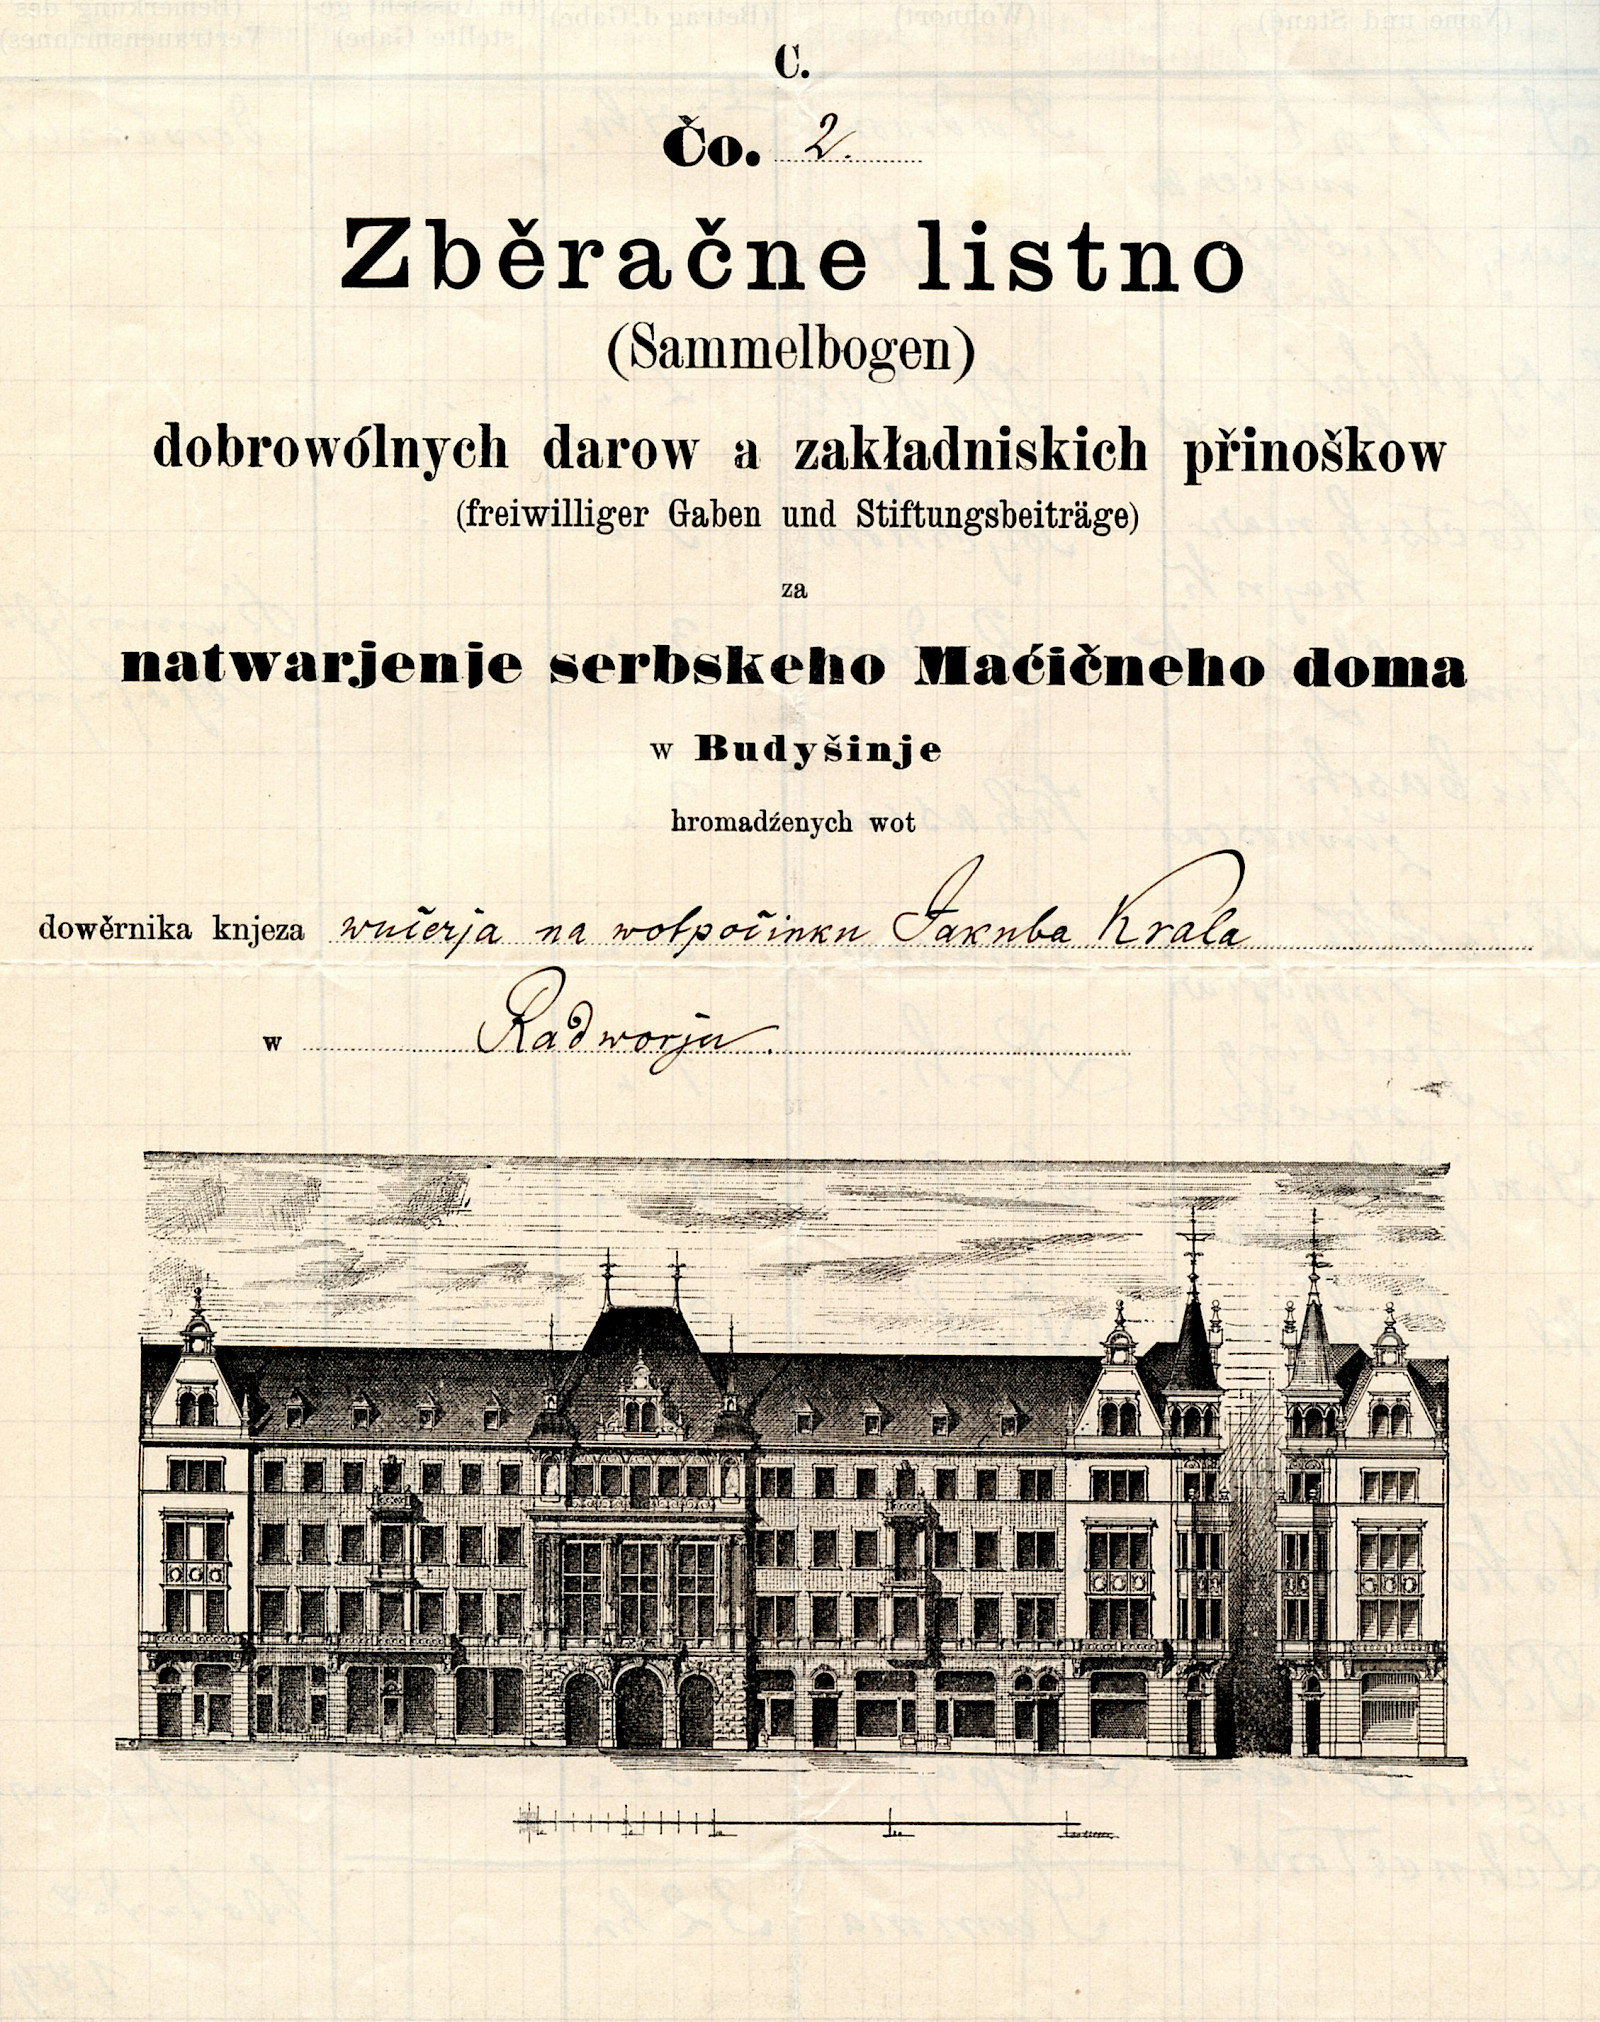 C.
Čo. 2.
Zběračne listno
(Sammelbogen)
dobrowólnych darow a zakładniskich přinoškow
(freiwilliger Gaben und Stiftungsbeiträge)
za
natwarjenje serbskeho Maćičneho doma
w Budyšinje
hromadźenych wot
dowěrnika knjeza wučerja na wotpočinku Jakuba Krala
w Radworju.